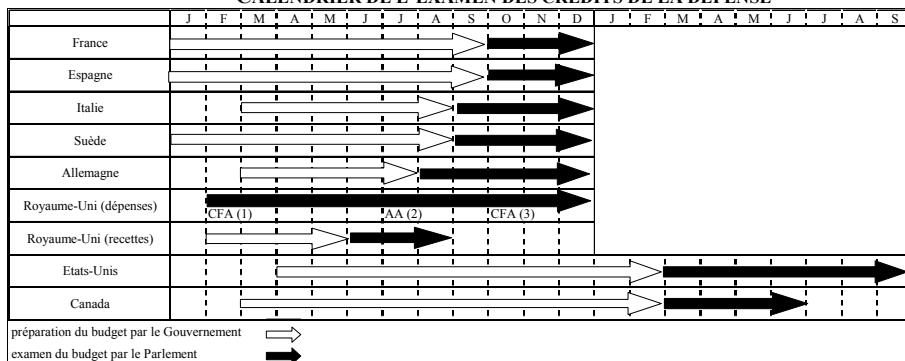 CALENDRIER DE L'EXAMEN DES CRÉDITS DE LA DÉFENSE
J F M A M J J A S O N D J F M A M J J A S
France
Espagne
Italie
Suède
Allemagne
Royaume-Uni (dépenses)
CFA (1) AA (2) CFA (3)
Royaume-Uni (recettes)
Etats-Unis
Canada
préparation du budget par le Gouvernement
examen du budget par le Parlement